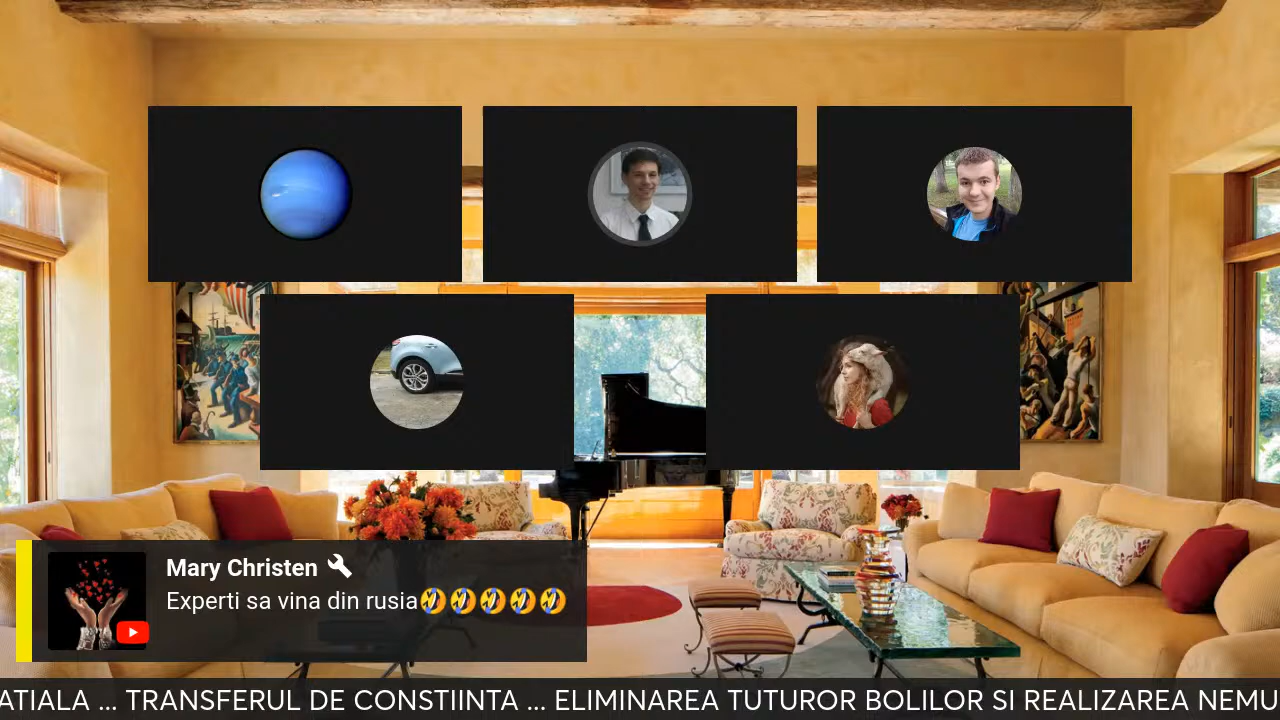 Mary Christen
Experti sa vina din rusia🤣🤣🤣🤣🤣
ATIALA ... TRANSFERUL DE CONSTIINTA ... ELIMINAREA TUTUROR BOLILOR SI REALIZAREA NEMU